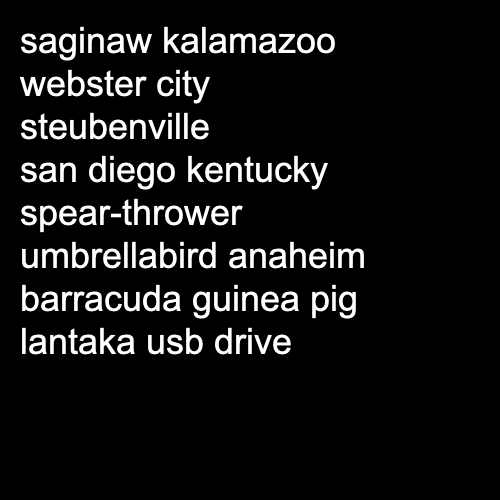 saginaw kalamazoo
webster city
steubenville
san diego kentucky
spear-thrower
umbrellabird anaheim
barracuda guinea pig
lantaka usb drive